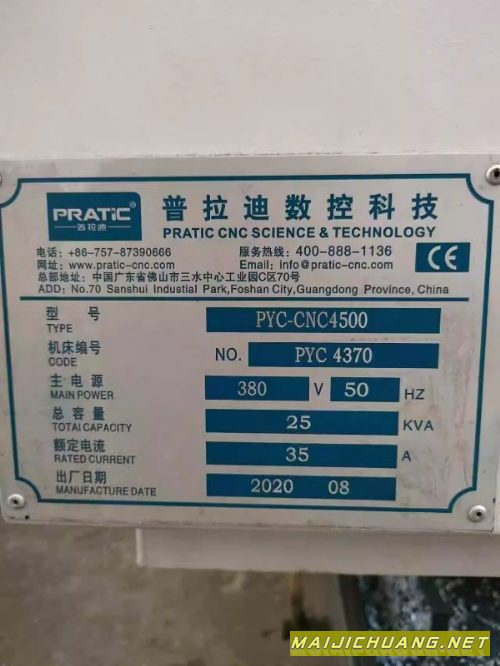 PRATIC
普拉迪
普拉迪数控科技
PRATIC CNC SCIENCE & TECHNOLOGY
电话：+86-757-87390666
服务热线：400-888-1136
网址：www.pratic-cnc.com
Email：info@pratic-cnc.com
总部地址：中国广东省佛山市三水中心工业园C区70号
ADD：No.70 Sanshui Industial Park,Foshan City,Guangdong Province, China
CE
型 号
TYPE
PYC-CNC4500
机床编号
CODE
NO. PYC 4370
主 电 源
MAIN POWER
380 V 50 HZ
总 容 量
TOTAI CAPACITY
25 KVA
额定电流
RATED CURRENT
35 A
出厂日期
MANUFACTURE DATE
2020 08
MAIJICHUANG.NET